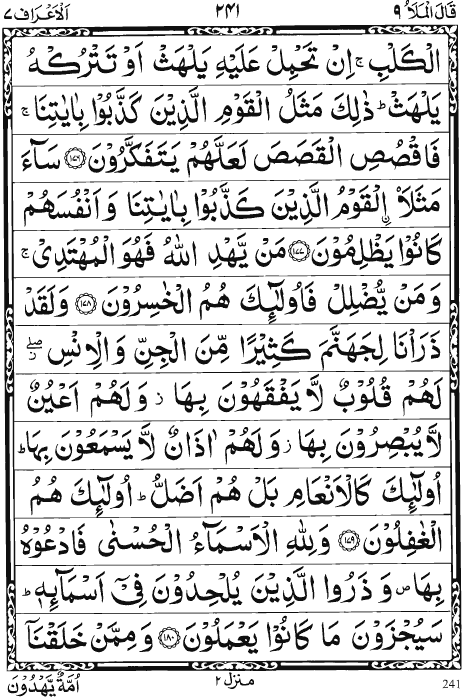 قَالَ الْمَلَاُ ٩ ٢٤١ اَلْاَعْرَاف ٧
الْكَلْبِ ۚ اِنْ تَحْمِلْ عَلَيْهِ يَلْهَثْ اَوْ تَتْرُكْهُ
يَلْهَثْ ؕ ذٰلِكَ مَثَلُ الْقَوْمِ الَّذِيْنَ كَذَّبُوْا بِاٰيٰتِنَا ۚ
فَاقْصُصِ الْقَصَصَ لَعَلَّهُمْ يَتَفَكَّرُوْنَ ﴿١٧٦﴾ سَآءَ
مَثَلَاْ ۨالْقَوْمُ الَّذِيْنَ كَذَّبُوْا بِاٰيٰتِنَا وَ اَنْفُسَهُمْ
كَانُوْا يَظْلِمُوْنَ ﴿١٧٧﴾ مَنْ يَّهْدِ اللّٰهُ فَهُوَ الْمُهْتَدِيْ ۚ
وَ مَنْ يُّضْلِلْ فَاُولٰٓئِكَ هُمُ الْخٰسِرُوْنَ ﴿١٧٨﴾ وَ لَقَدْ
ذَرَاْنَا لِجَهَنَّمَ كَثِيْرًا مِّنَ الْجِنِّ وَ الْاِنْسِ ۖ ز
لَهُمْ قُلُوْبٌ لَّا يَفْقَهُوْنَ بِهَا ز وَ لَهُمْ اَعْيُنٌ
لَّا يُبْصِرُوْنَ بِهَا ز وَ لَهُمْ اٰذَانٌ لَّا يَسْمَعُوْنَ بِهَا ؕ
اُولٰٓئِكَ كَالْاَنْعَامِ بَلْ هُمْ اَضَلُّ ؕ اُولٰٓئِكَ هُمُ
الْغٰفِلُوْنَ ﴿١٧٩﴾ وَ لِلّٰهِ الْاَسْمَآءُ الْحُسْنٰى فَادْعُوْهُ
بِهَا ۪ وَ ذَرُوا الَّذِيْنَ يُلْحِدُوْنَ فِيْۤ اَسْمَآئِهٖ ؕ
سَيُجْزَوْنَ مَا كَانُوْا يَعْمَلُوْنَ ﴿١٨٠﴾ وَ مِمَّنْ خَلَقْنَاۤ
اُمَّةٌ يَّهْدُوْنَ منزل ٢ 241